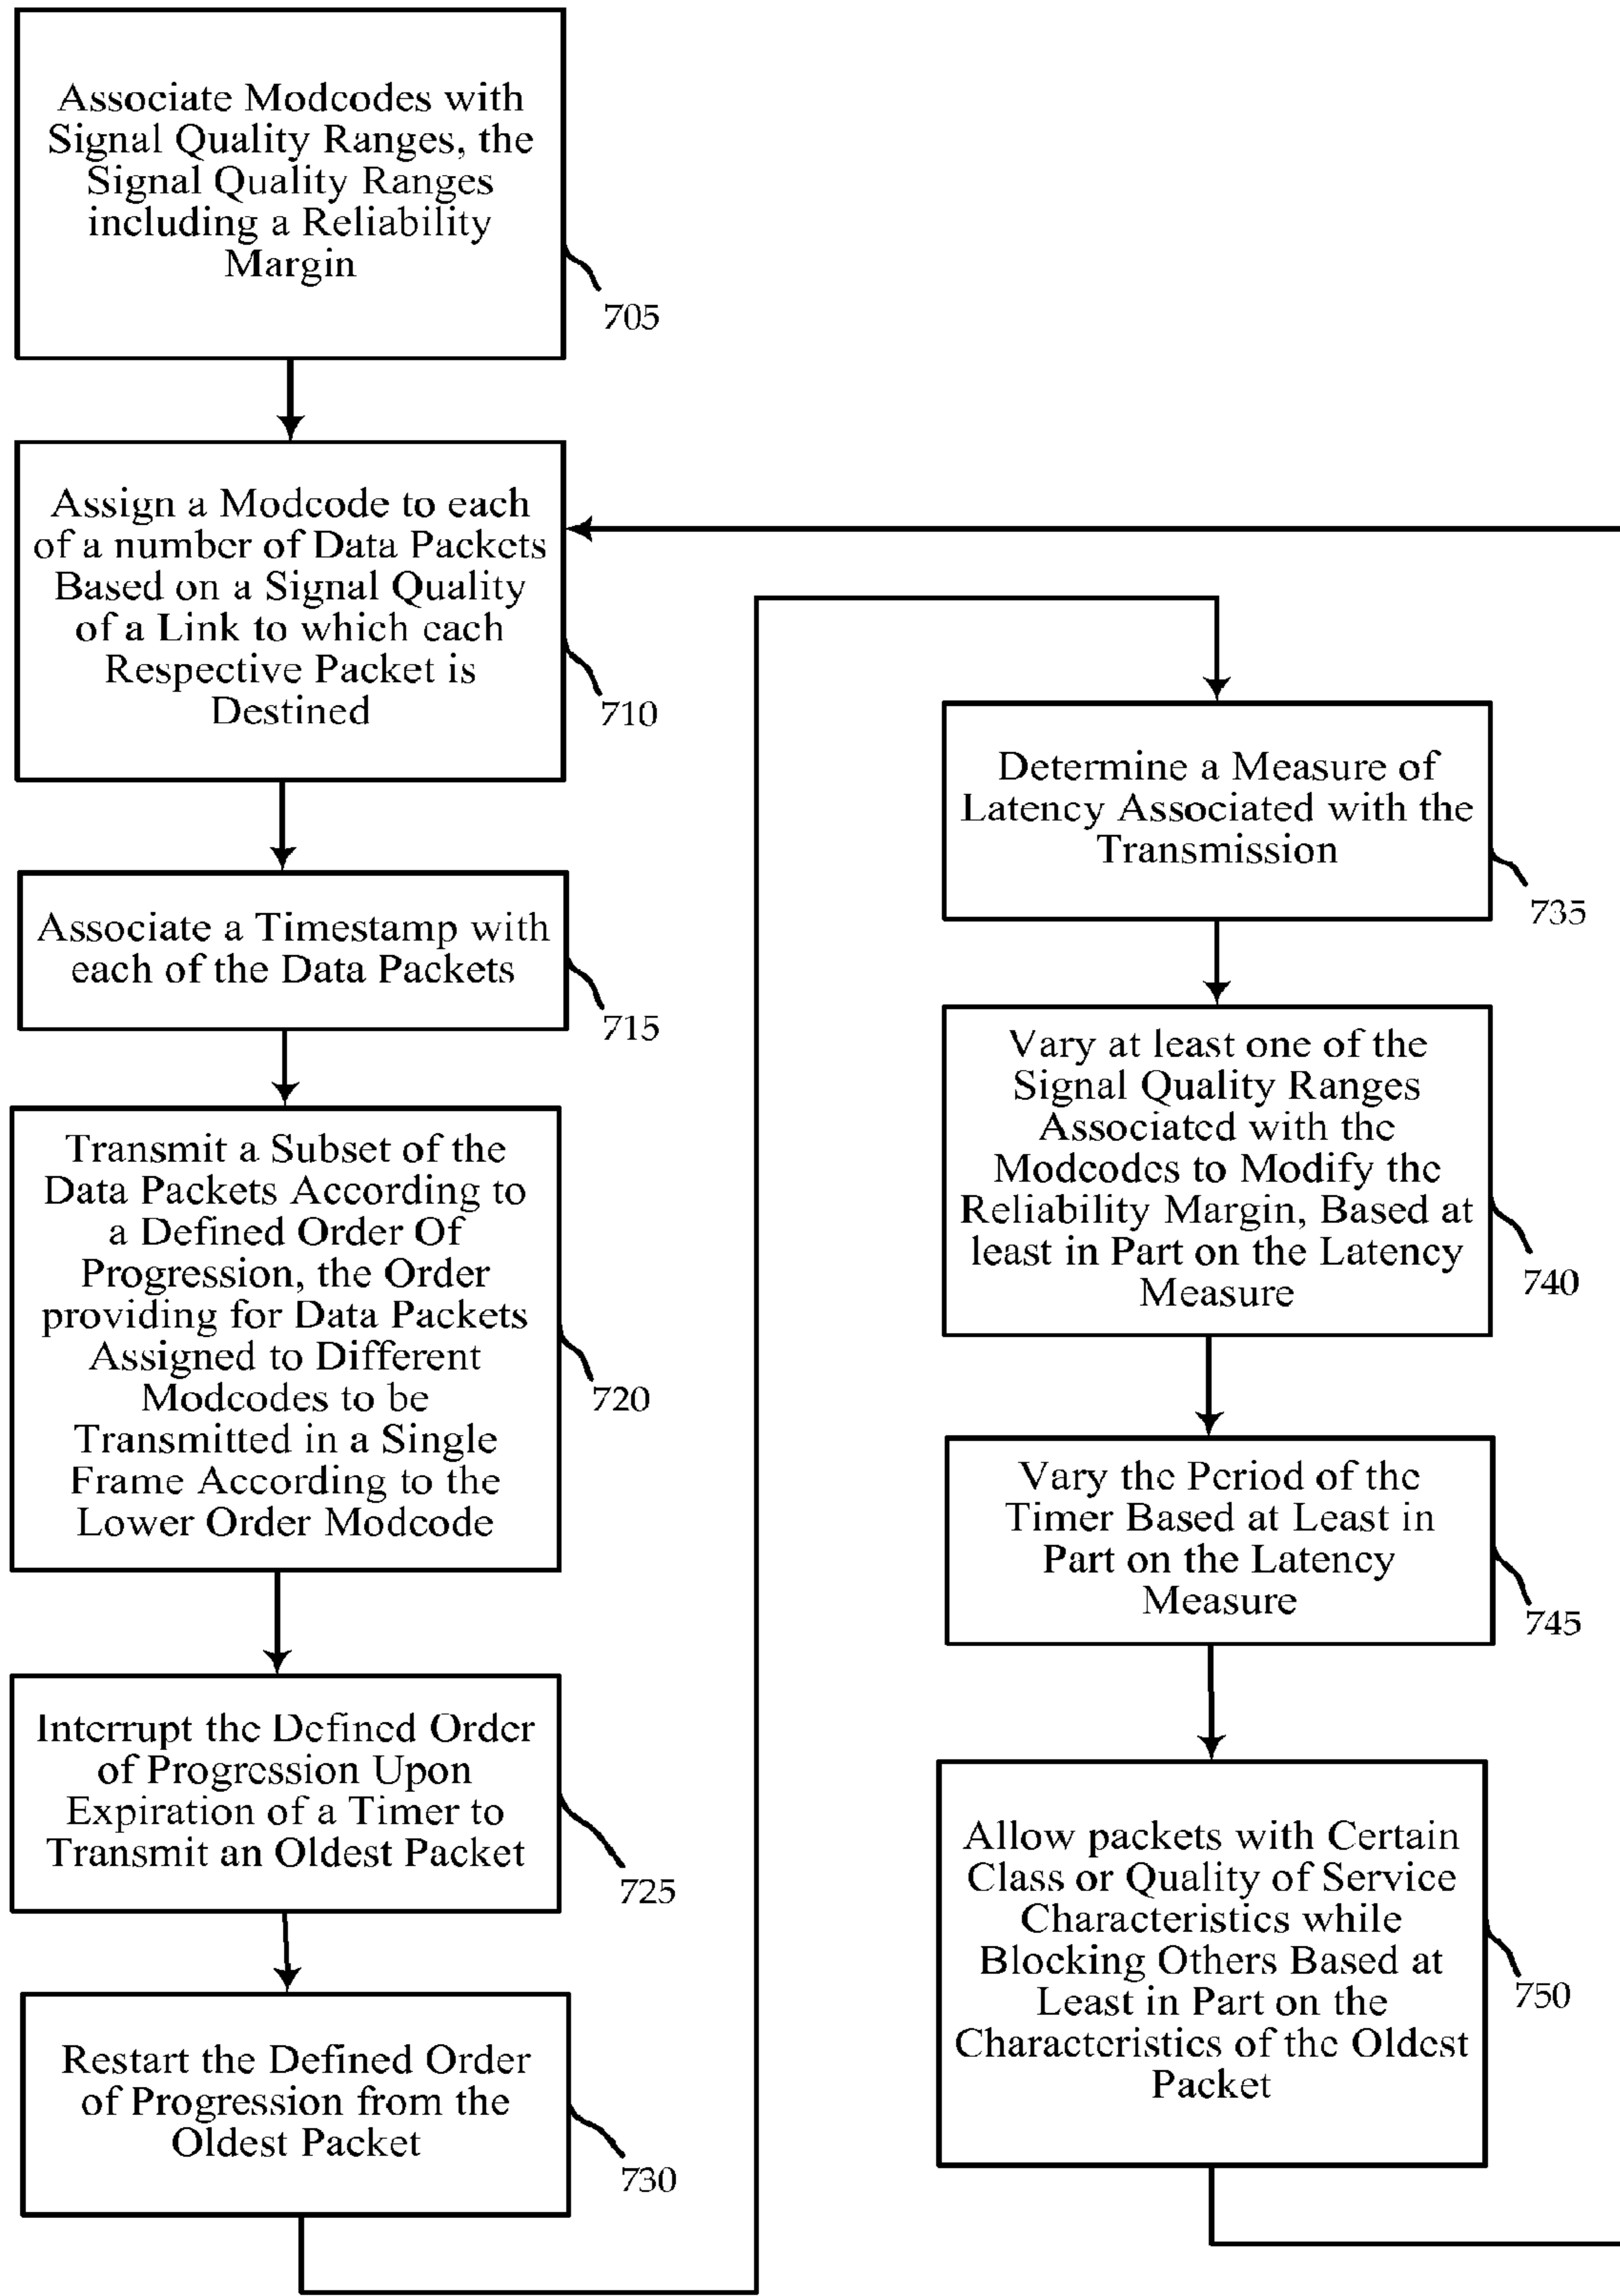 Associate Modcodes with
Signal Quality Ranges, the
Signal Quality Ranges
including a Reliability
Margin
705
Assign a Modcode to each
of a number of Data Packets
Based on a Signal Quality
of a Link to which each
Respective Packet is
Destined
710
Associate a Timestamp with
each of the Data Packets
715
Transmit a Subset of the
Data Packets According to
a Defined Order Of
Progression, the Order
providing for Data Packets
Assigned to Different
Modcodes to be
Transmitted in a Single
Frame According to the
Lower Order Modcode
720
Interrupt the Defined Order
of Progression Upon
Expiration of a Timer to
Transmit an Oldest Packet
725
Restart the Defined Order
of Progression from the
Oldest Packet
730
Determine a Measure of
Latency Associated with the
Transmission
735
Vary at least one of the
Signal Quality Ranges
Associated with the
Modcodes to Modify the
Reliability Margin, Based at
least in Part on the Latency
Measure
740
Vary the Period of the
Timer Based at Least in
Part on the Latency
Measure
745
Allow packets with Certain
Class or Quality of Service
Characteristics while
Blocking Others Based at
Least in Part on the
Characteristics of the Oldest
Packet
750